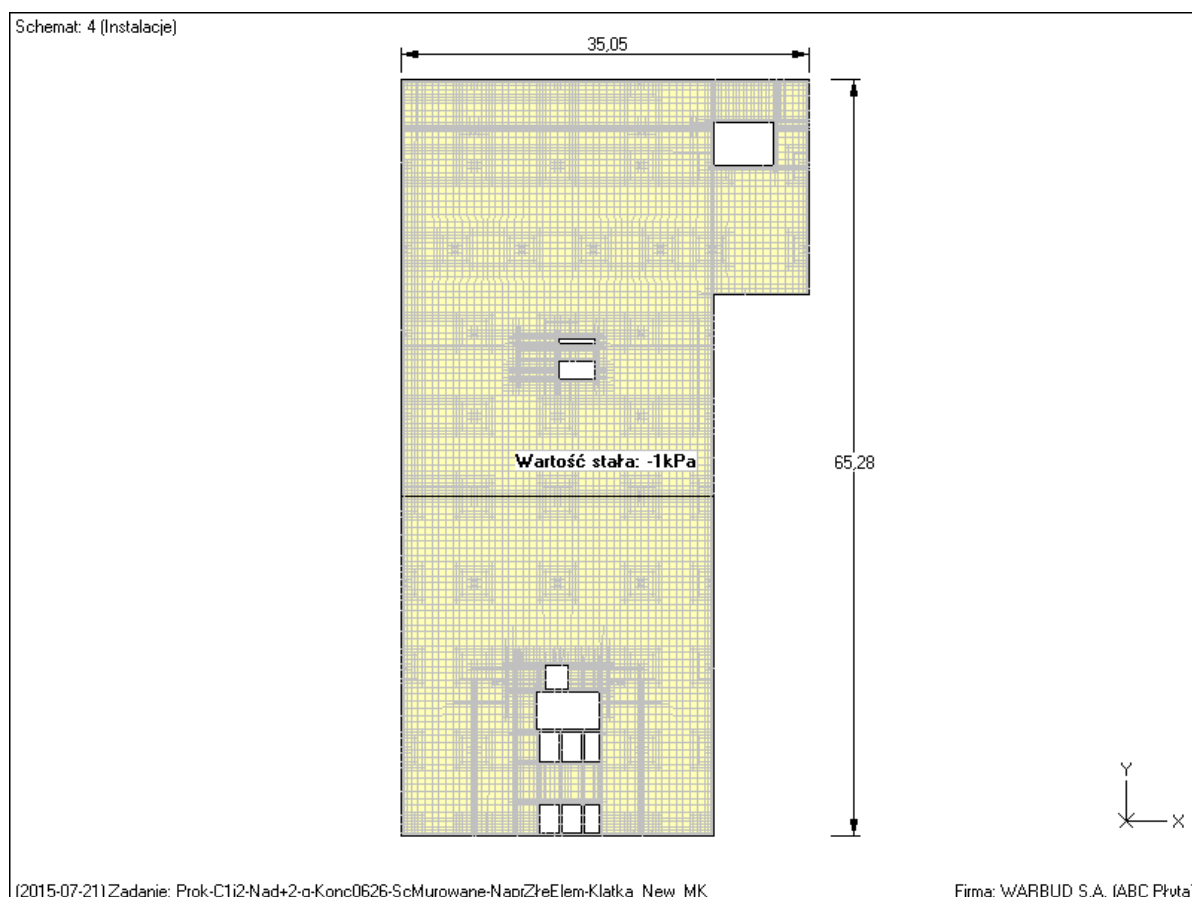 Schemat: 4 (Instalacje)
35,05
65,28
Wartość stała: -1kPa
Y
X
(2015-07-21) Zadanie: Prok-C1i2-Nad+2-g-Konc0626-ScMurowane-NaprZłeElem-Klatka_New_MK
Firma: WARBUD S.A. (ABC Płyta)